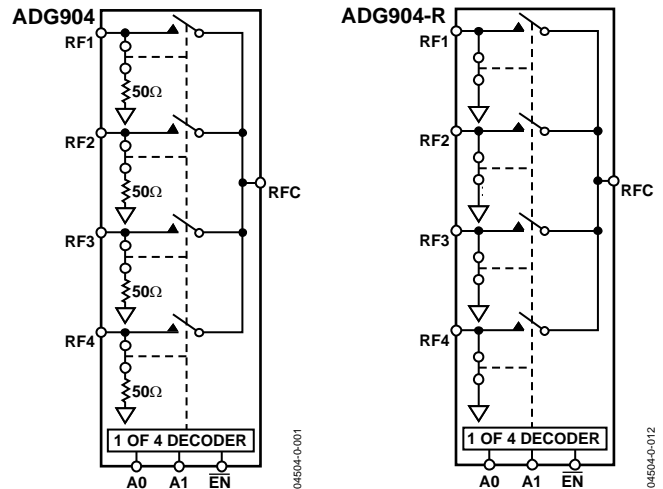 ADG904
RF1
50Ω
RF2
50Ω
RFC
RF3
50Ω
RF4
50Ω
1 OF 4 DECODER
A0 A1 EN
04504-0-001
ADG904-R
RF1
RF2
RFC
RF3
RF4
1 OF 4 DECODER
A0 A1 EN
04504-0-012